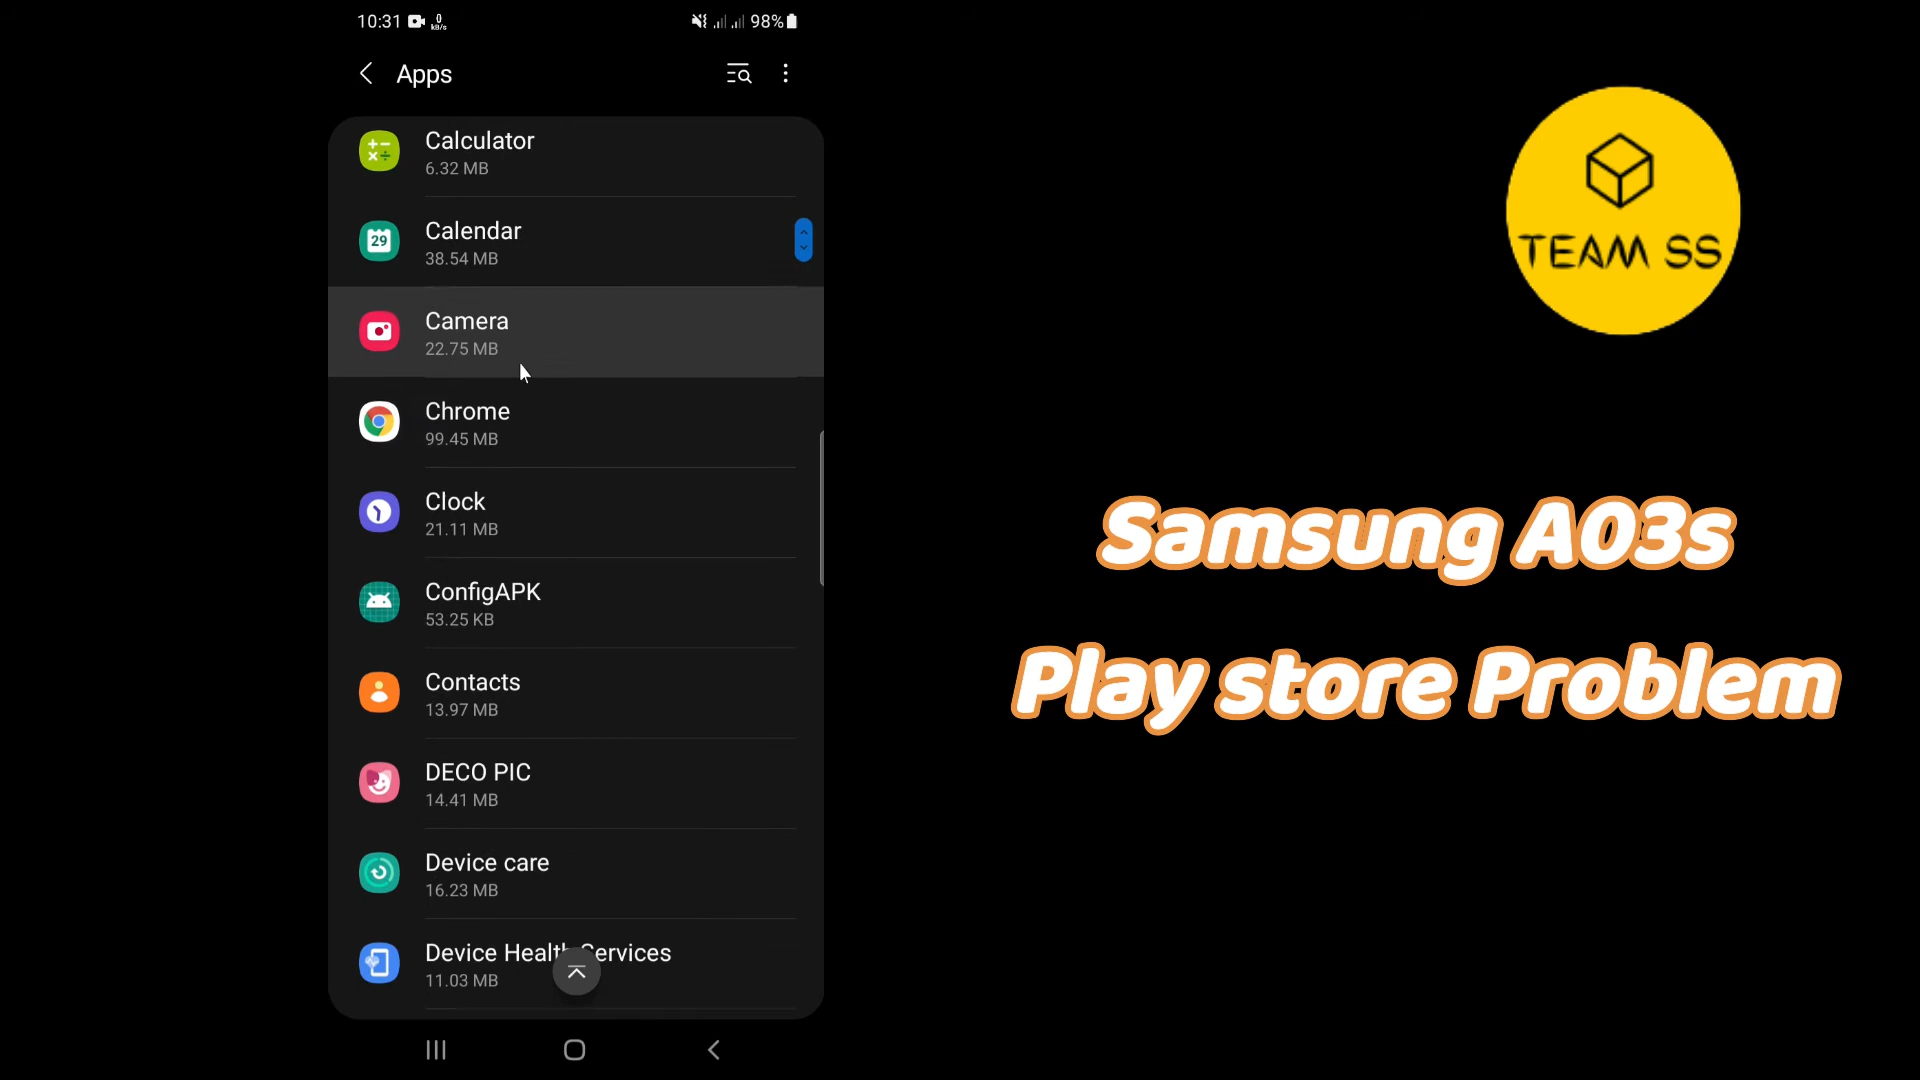 10:31
0
KB/s
98%
Apps
Calculator
6.32 MB
29
Calendar
38.54 MB
Camera
22.75 MB
Chrome
99.45 MB
Clock
21.11 MB
ConfigAPK
53.25 KB
Contacts
13.97 MB
DECO PIC
14.41 MB
Device care
16.23 MB
Device Health Services
11.03 MB
TEAM SS
Samsung A03s
Play store Problem